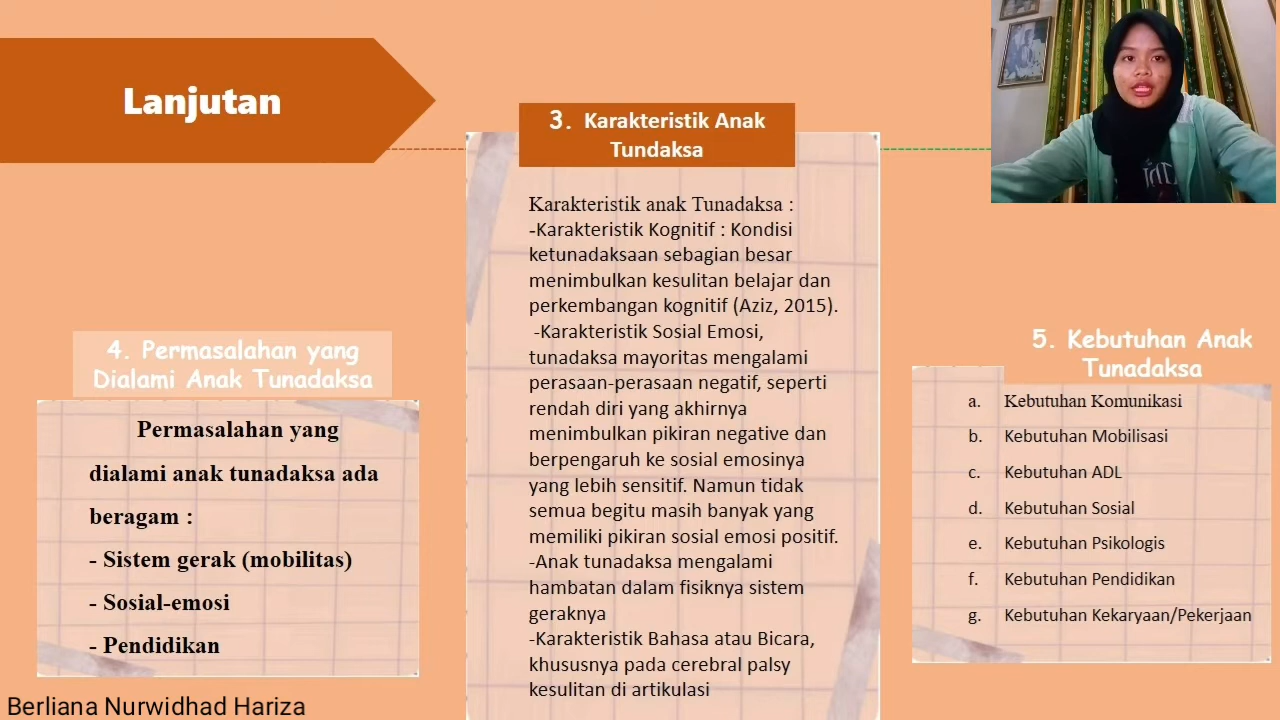 Lanjutan
3. Karakteristik Anak
Tundaksa
Karakteristik anak Tunadaksa :
-Karakteristik Kognitif : Kondisi
ketunadaksaan sebagian besar
menimbulkan kesulitan belajar dan
perkembangan kognitif (Aziz, 2015).
-Karakteristik Sosial Emosi,
tunadaksa mayoritas mengalami
perasaan-perasaan negatif, seperti
rendah diri yang akhirnya
menimbulkan pikiran negative dan
berpengaruh ke sosial emosinya
yang lebih sensitif. Namun tidak
semua begitu masih banyak yang
memiliki pikiran sosial emosi positif.
-Anak tunadaksa mengalami
hambatan dalam fisiknya sistem
geraknya
-Karakteristik Bahasa atau Bicara,
khususnya pada cerebral palsy
kesulitan di artikulasi
4. Permasalahan yang
Dialami Anak Tunadaksa
Permasalahan yang
dialami anak tunadaksa ada
beragam :
- Sistem gerak (mobilitas)
- Sosial-emosi
- Pendidikan
5. Kebutuhan Anak
Tunadaksa
a. Kebutuhan Komunikasi
b. Kebutuhan Mobilisasi
c. Kebutuhan ADL
d. Kebutuhan Sosial
e. Kebutuhan Psikologis
f. Kebutuhan Pendidikan
g. Kebutuhan Kekaryaan/Pekerjaan
Berliana Nurwidhad Hariza